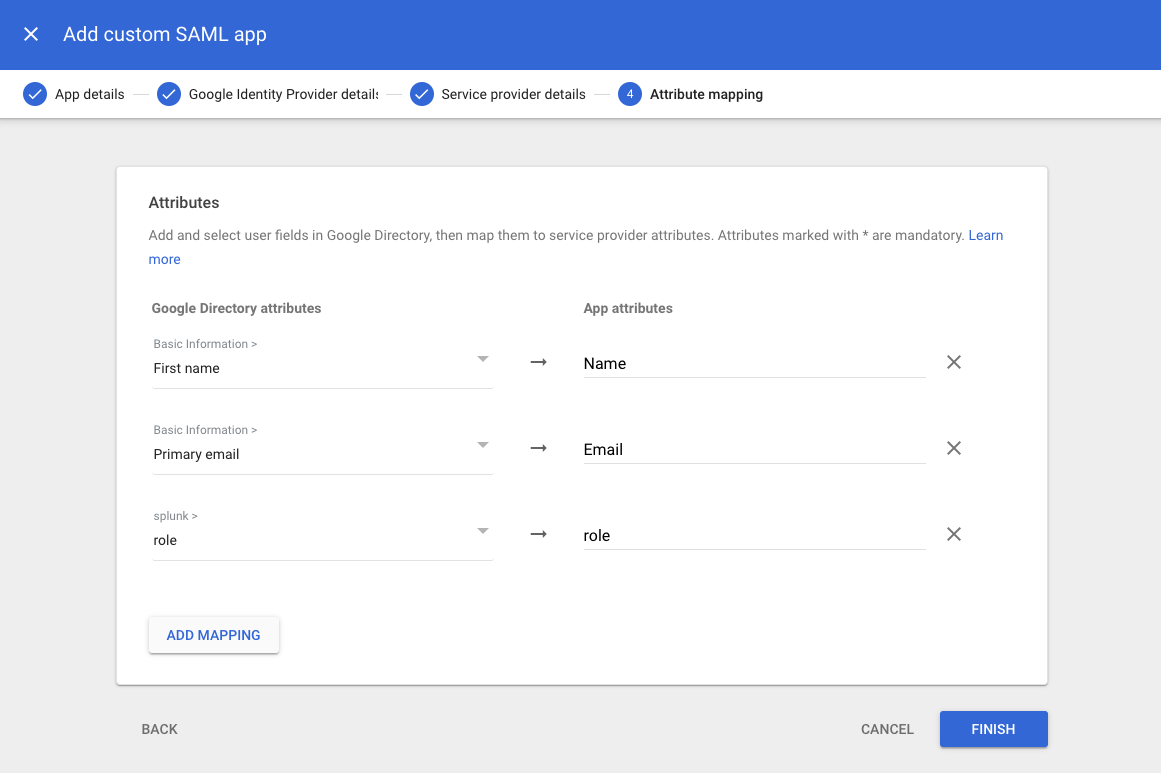 Add custom SAML app
App details
Google Identity Provider details
Service provider details
4
Attribute mapping
Attributes
Add and select user fields in Google Directory, then map them to service provider attributes. Attributes marked with * are mandatory. Learn
more
Google Directory attributes
App attributes
Basic Information >
First name
Name
Basic Information >
Primary email
Email
splunk >
role
role
ADD MAPPING
BACK
CANCEL
FINISH